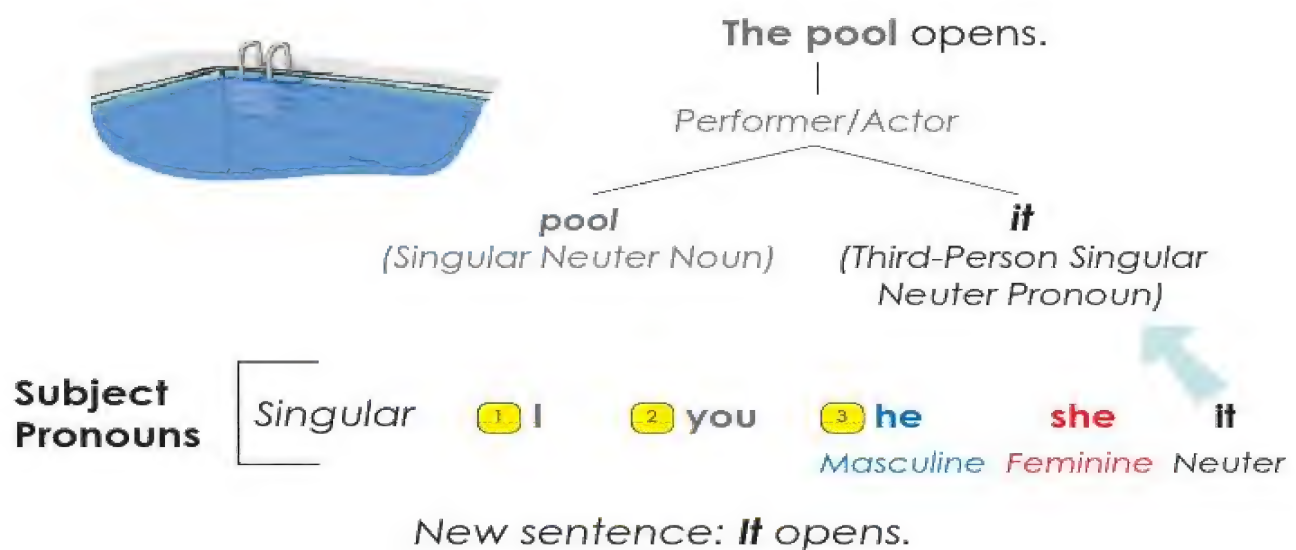 The pool opens.
Performer/Actor
pool
(Singular Neuter Noun)
it
(Third-Person Singular
Neuter Pronoun)
Subject
Pronouns
Singular 1 I 2 you 3 he she it
Masculine Feminine Neuter
New sentence: It opens.